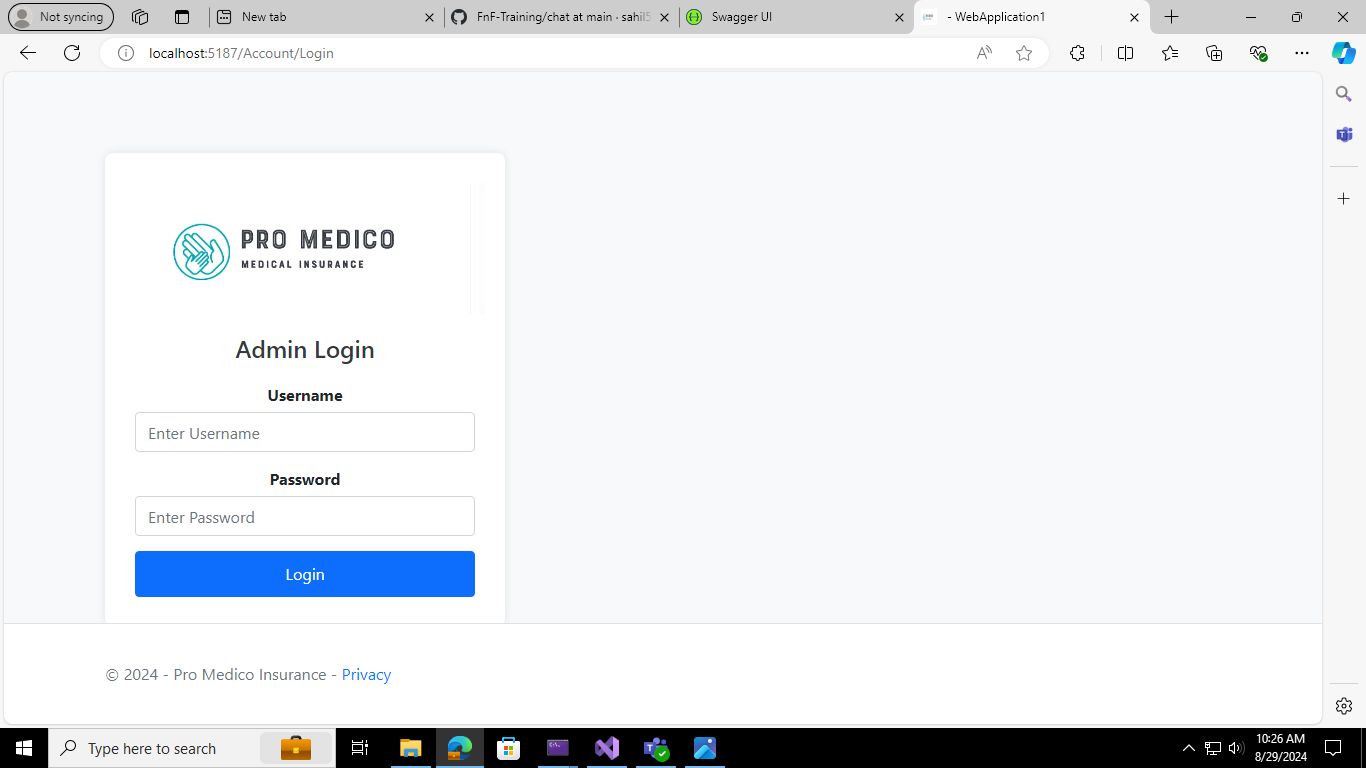 Not syncing
New tab
FnF-Training/chat at main · sahil5
Swagger UI
- WebApplication1
localhost:5187/Account/Login
PRO MEDICO
MEDICAL INSURANCE
Admin Login
Username
Enter Username
Password
Enter Password
Login
© 2024 - Pro Medico Insurance - Privacy
Type here to search
10:26 AM
8/29/2024